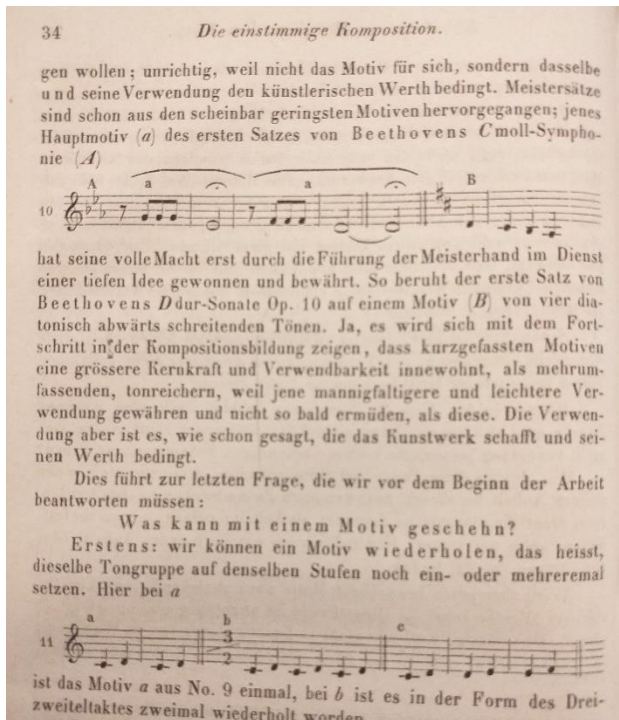 34 Die einstimmige Komposition.
gen wollen; unrichtig, weil nicht das Motiv für sich, sondern dasselbe
und seine Verwendung den künstlerischen Werth bedingt. Meistersätze
sind schon aus den scheinbar geringsten Motiven hervorgegangen; jenes
Hauptmotiv (a) des ersten Satzes von Beethovens Cmoll-Sympho-
nie (A)
A a a B
10
hat seine volle Macht erst durch die Führung der Meisterhand im Dienst
einer tiefen Idee gewonnen und bewährt. So beruht der erste Satz von
Beethovens Ddur-Sonate Op. 10 auf einem Motiv (B) von vier dia-
tonisch abwärts schreitenden Tönen. Ja, es wird sich mit dem Fort-
schritt in der Kompositionsbildung zeigen, dass kurzgefassten Motiven
eine grössere Kernkraft und Verwendbarkeit innewohnt, als mehrum-
fassenden, tonreichern, weil jene mannigfaltigere und leichtere Ver-
wendung gewähren und nicht so bald ermüden, als diese. Die Verwen-
dung aber ist es, wie schon gesagt, die das Kunstwerk schafft und sei-
nen Werth bedingt.
Dies führt zur letzten Frage, die wir vor dem Beginn der Arbeit
beantworten müssen:
Was kann mit einem Motiv geschehn?
Erstens: wir können ein Motiv wiederholen, das heisst,
dieselbe Tongruppe auf denselben Stufen noch ein- oder mehreremal
setzen. Hier bei a
a b c
11 3 2
ist das Motiv a aus No. 9 einmal, bei b ist es in der Form des Drei-
zweiteltaktes zweimal wiederholt worden